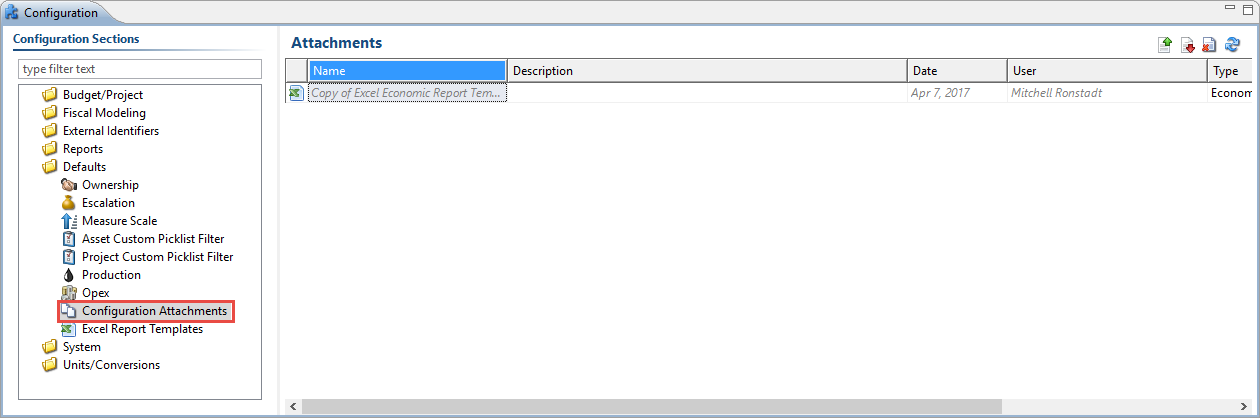 Configuration
Configuration Sections
type filter text
Budget/Project
Fiscal Modeling
External Identifiers
Reports
Defaults
Ownership
Escalation
Measure Scale
Asset Custom Picklist Filter
Project Custom Picklist Filter
Production
Opex
Configuration Attachments
Excel Report Templates
System
Units/Conversions
Attachments
Name Description Date User Type
Copy of Excel Economic Report Tem... Apr 7, 2017 Mitchell Ronstadt Econom